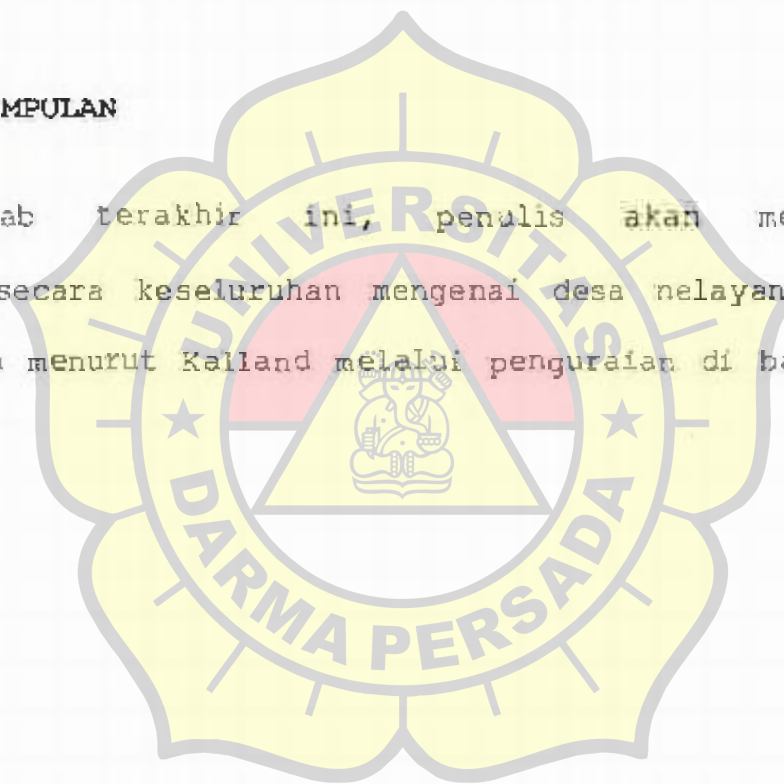 MPULAN
ab terakhir ini, penulis akan me
secara keseluruhan mengenai desa nelayan
menurut Kalland melalui penguraian di ba
UNIVERSITAS
DARMA PERSADA